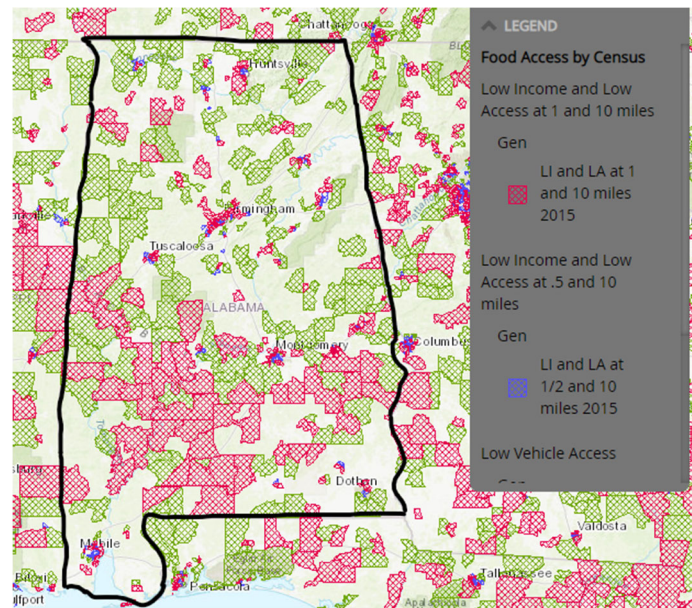 Chattanooga
LEGEND
Food Access by Census
Low Income and Low
Access at 1 and 10 miles
Gen
LI and LA at 1
and 10 miles
2015
Low Income and Low
Access at .5 and 10
miles
Gen
LI and LA at
1/2 and 10
miles 2015
Low Vehicle Access
Huntsville
Birmingham
Tuscaloosa
ALABAMA
Montgomery
Columbus
Dothan
Mobile
Pensacola
Valdosta
Tallahassee
Apalachicola